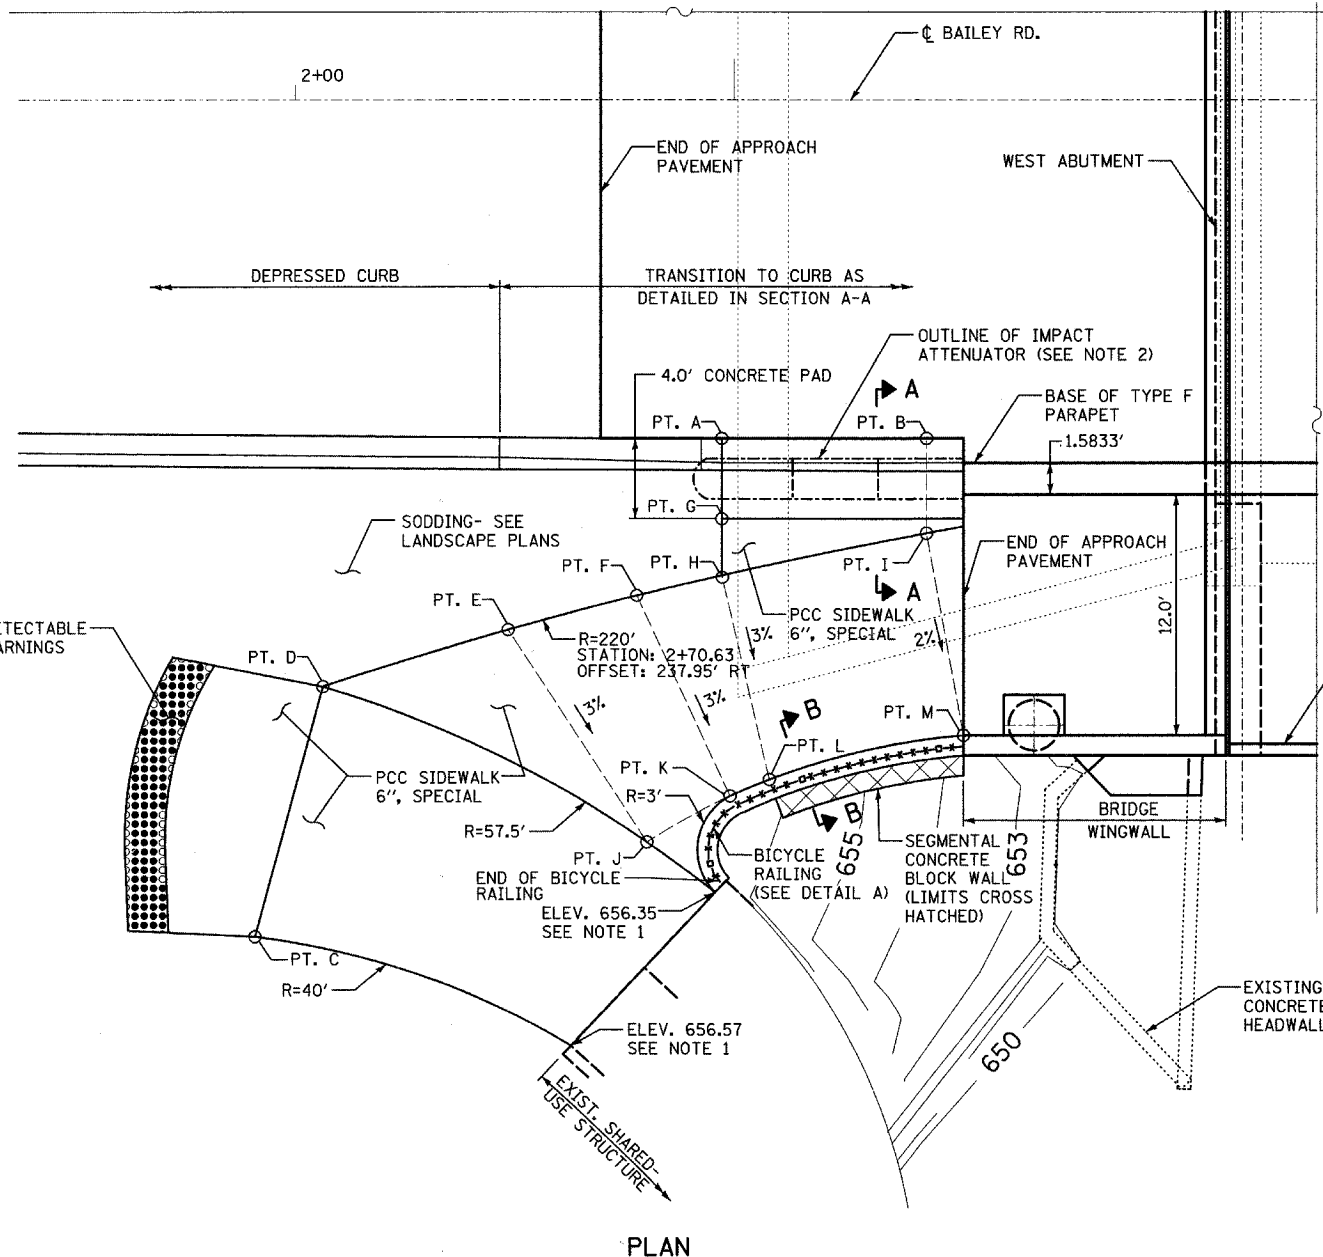 ℄ BAILEY RD.
2+00
END OF APPROACH
PAVEMENT
WEST ABUTMENT
DEPRESSED CURB
TRANSITION TO CURB AS
DETAILED IN SECTION A-A
OUTLINE OF IMPACT
ATTENUATOR (SEE NOTE 2)
4.0' CONCRETE PAD
A
BASE OF TYPE F
PARAPET
PT. A
PT. B
1.5833'
PT. G
SODDING- SEE
LANDSCAPE PLANS
END OF APPROACH
PAVEMENT
PT. F
PT. H
PT. I
A
PT. E
PCC SIDEWALK
6", SPECIAL
12.0'
R=220'
STATION: 2+70.63
OFFSET: 237.95' RT
3%
2%
ETECTABLE
ARNINGS
PT. D
3%
3%
B
PT. M
PT. L
PCC SIDEWALK
6", SPECIAL
PT. K
R=3'
R=57.5'
B
BRIDGE
WINGWALL
PT. J
BICYCLE
RAILING
(SEE DETAIL A)
655
SEGMENTAL
CONCRETE
BLOCK WALL
(LIMITS CROSS
HATCHED)
653
END OF BICYCLE
RAILING
ELEV. 656.35
SEE NOTE 1
PT. C
R=40'
EXISTING
CONCRETE
HEADWALL
ELEV. 656.57
SEE NOTE 1
650
EXIST. SHARED-
USE STRUCTURE
PLAN